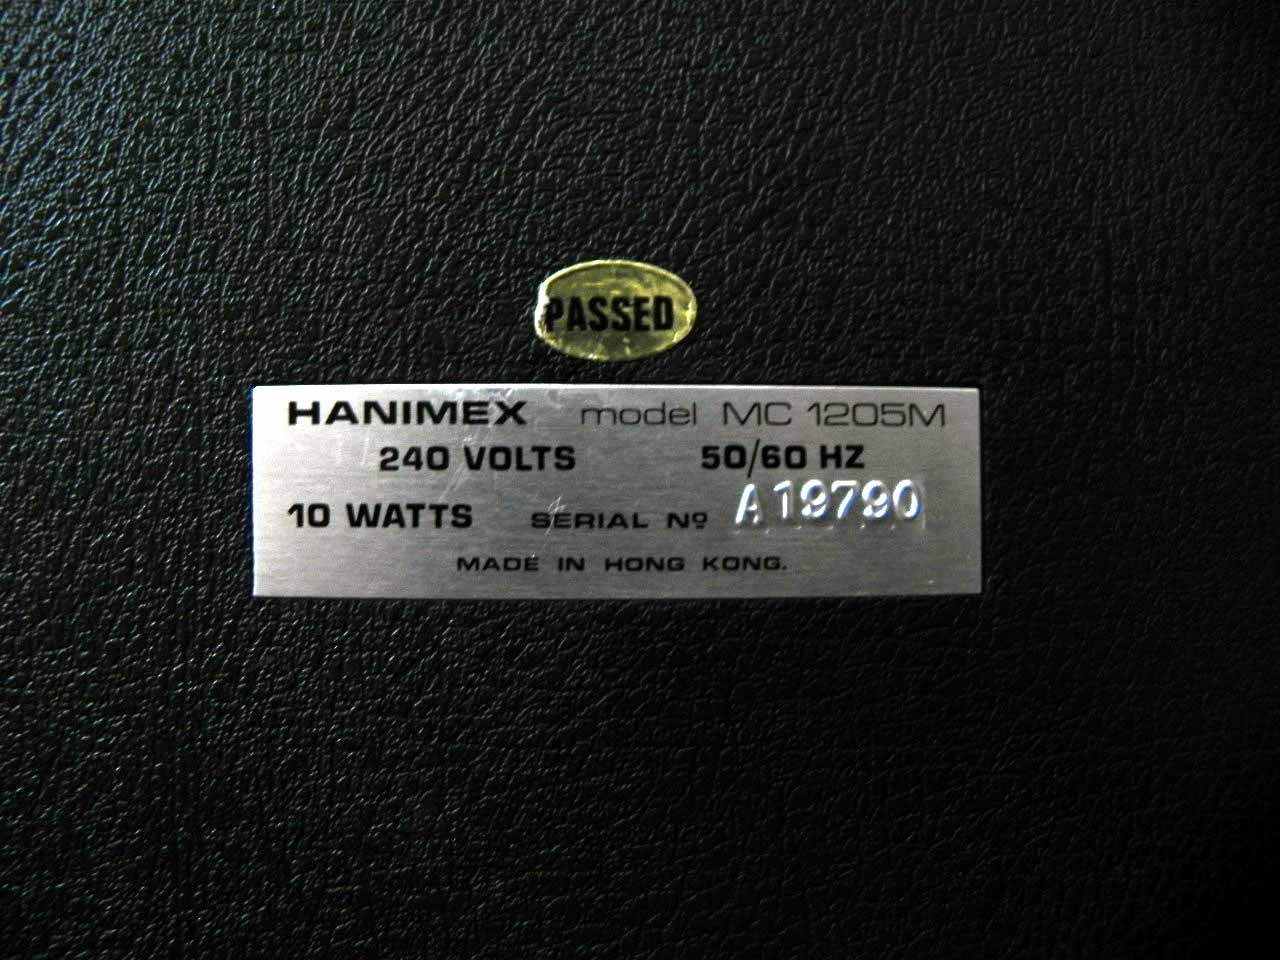 PASSED
HANIMEX model MC 1205M
240 VOLTS 50/60 HZ
10 WATTS SERIAL Nº A19790
MADE IN HONG KONG.